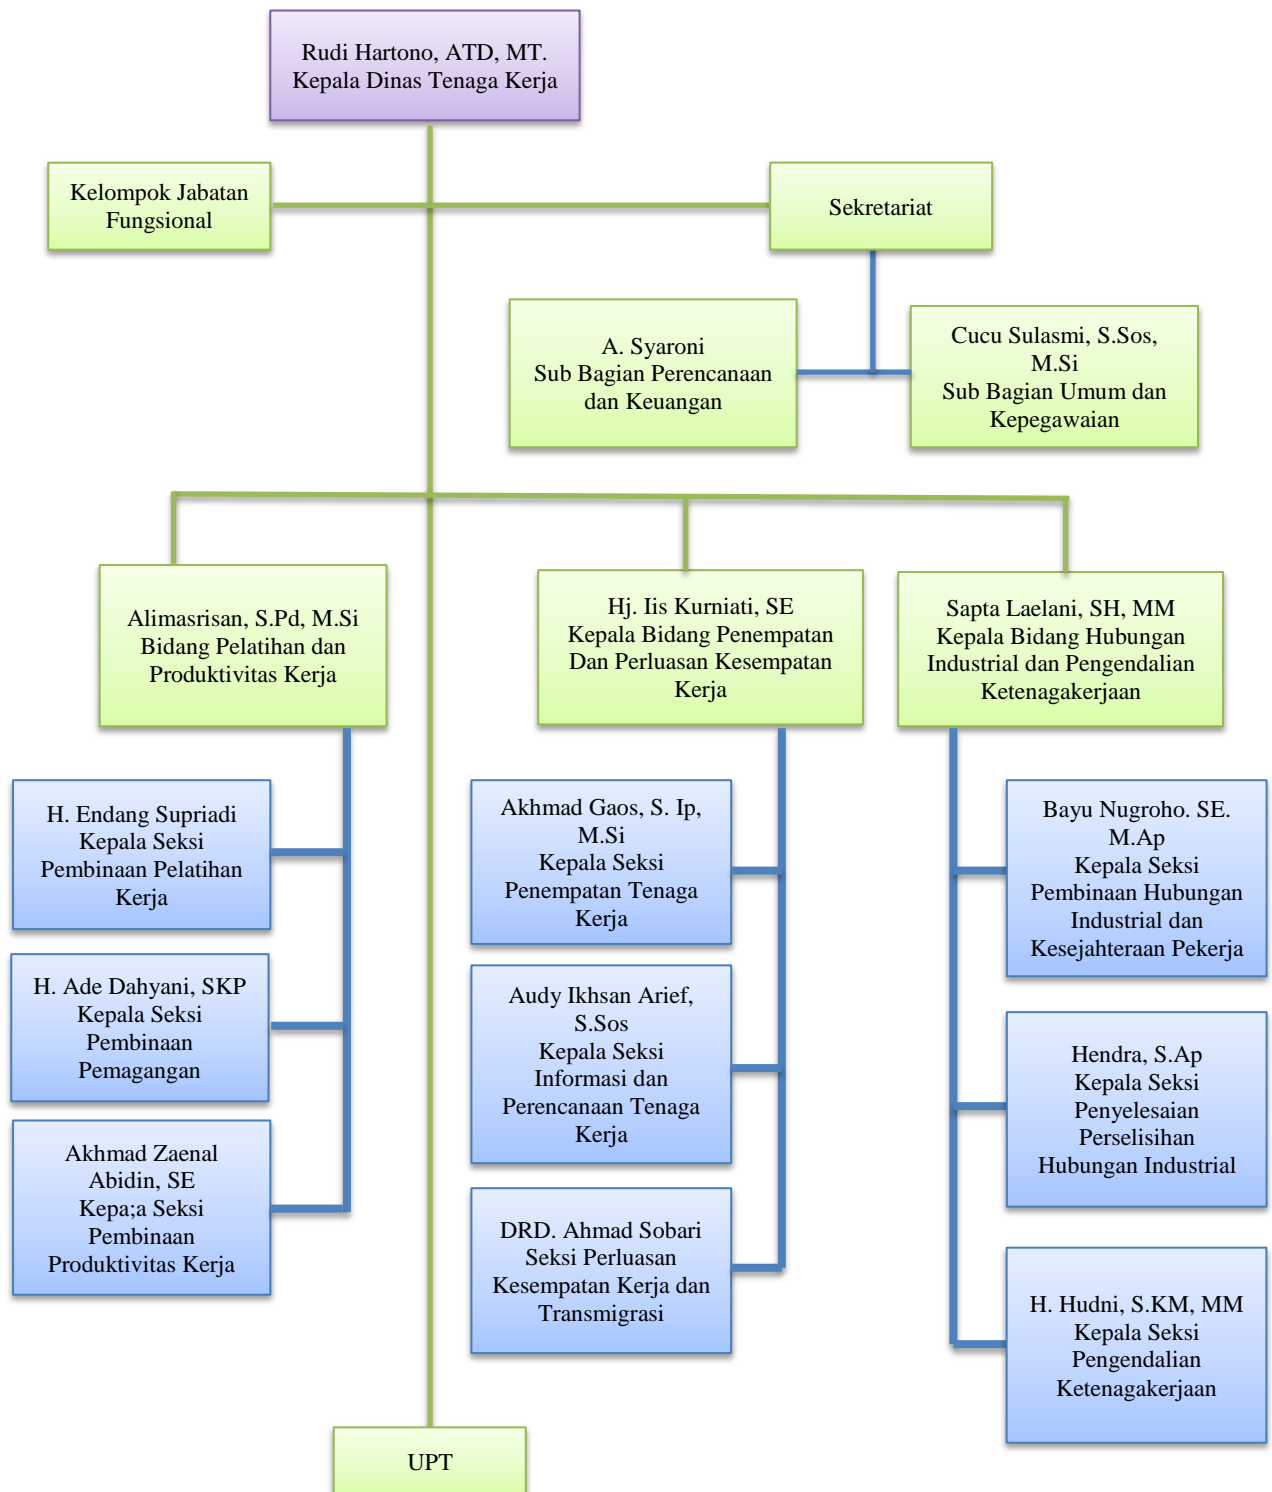 Rudi Hartono, ATD, MT.
Kepala Dinas Tenaga Kerja
Kelompok Jabatan
Fungsional
Sekretariat
A. Syaroni
Sub Bagian Perencanaan
dan Keuangan
Cucu Sulasmi, S.Sos,
M.Si
Sub Bagian Umum dan
Kepegawaian
Alimasrisan, S.Pd, M.Si
Bidang Pelatihan dan
Produktivitas Kerja
Hj. Iis Kurniati, SE
Kepala Bidang Penempatan
Dan Perluasan Kesempatan
Kerja
Sapta Laelani, SH, MM
Kepala Bidang Hubungan
Industrial dan Pengendalian
Ketenagakerjaan
H. Endang Supriadi
Kepala Seksi
Pembinaan Pelatihan
Kerja
H. Ade Dahyani, SKP
Kepala Seksi
Pembinaan
Pemagangan
Akhmad Zaenal
Abidin, SE
Kepa;a Seksi
Pembinaan
Produktivitas Kerja
Akhmad Gaos, S. Ip,
M.Si
Kepala Seksi
Penempatan Tenaga
Kerja
Audy Ikhsan Arief,
S.Sos
Kepala Seksi
Informasi dan
Perencanaan Tenaga
Kerja
DRD. Ahmad Sobari
Seksi Perluasan
Kesempatan Kerja dan
Transmigrasi
Bayu Nugroho. SE.
M.Ap
Kepala Seksi
Pembinaan Hubungan
Industrial dan
Kesejahteraan Pekerja
Hendra, S.Ap
Kepala Seksi
Penyelesaian
Perselisihan
Hubungan Industrial
H. Hudni, S.KM, MM
Kepala Seksi
Pengendalian
Ketenagakerjaan
UPT